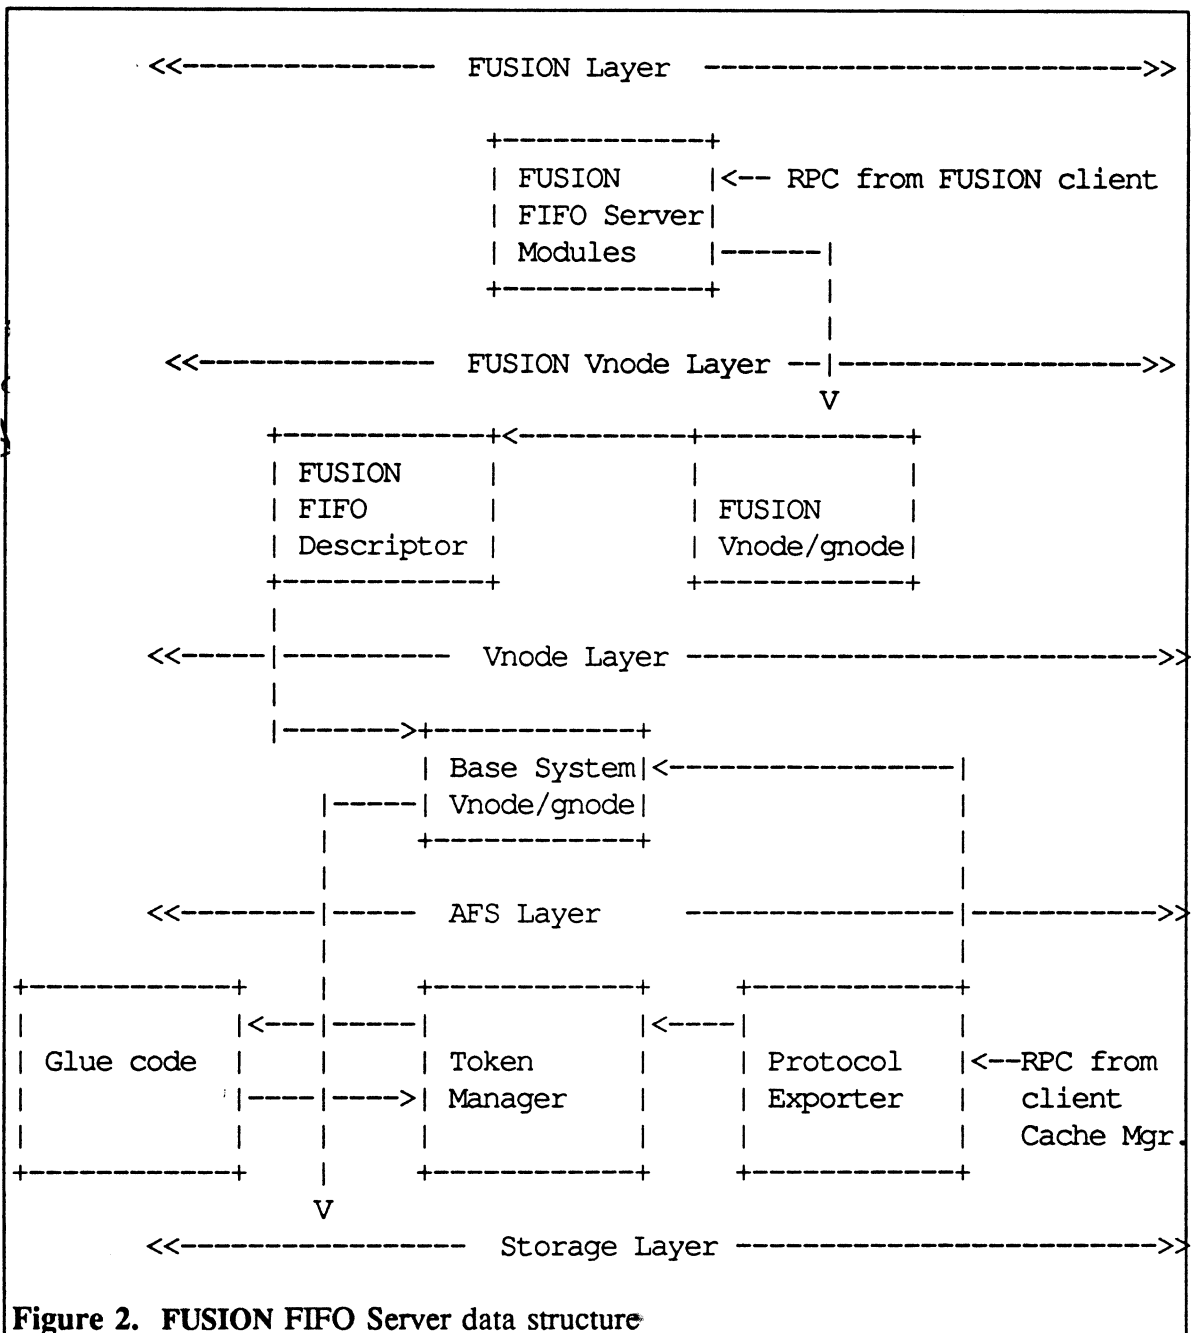 FUSION Layer
FUSION
<-- RPC from FUSION client
FIFO Server
Modules
FUSION Vnode Layer
V
FUSION
FIFO
Descriptor
FUSION
Vnode/gnode
Vnode Layer
Base System
Vnode/gnode
AFS Layer
Glue code
Token
Manager
Protocol
Exporter
<--RPC from
client
Cache Mgr.
V
Storage Layer
Figure 2. FUSION FIFO Server data structure